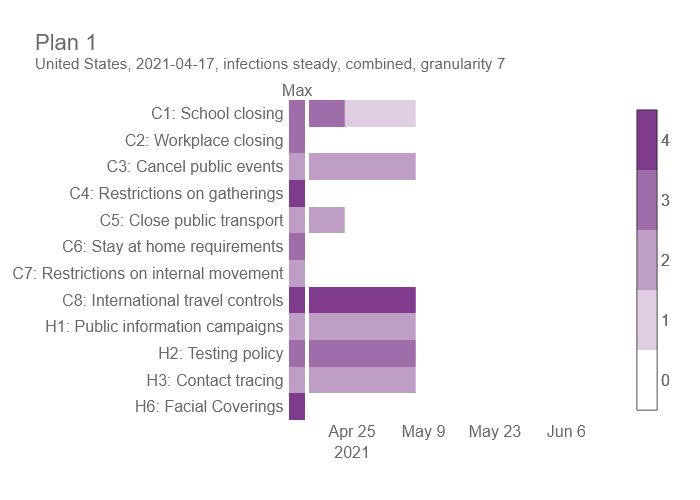 Plan 1
United States, 2021-04-17, infections steady, combined, granularity 7
Max
C1: School closing
C2: Workplace closing
C3: Cancel public events
C4: Restrictions on gatherings
C5: Close public transport
C6: Stay at home requirements
C7: Restrictions on internal movement
C8: International travel controls
H1: Public information campaigns
H2: Testing policy
H3: Contact tracing
H6: Facial Coverings
Apr 25 May 9 May 23 Jun 6
2021
4
3
2
1
0